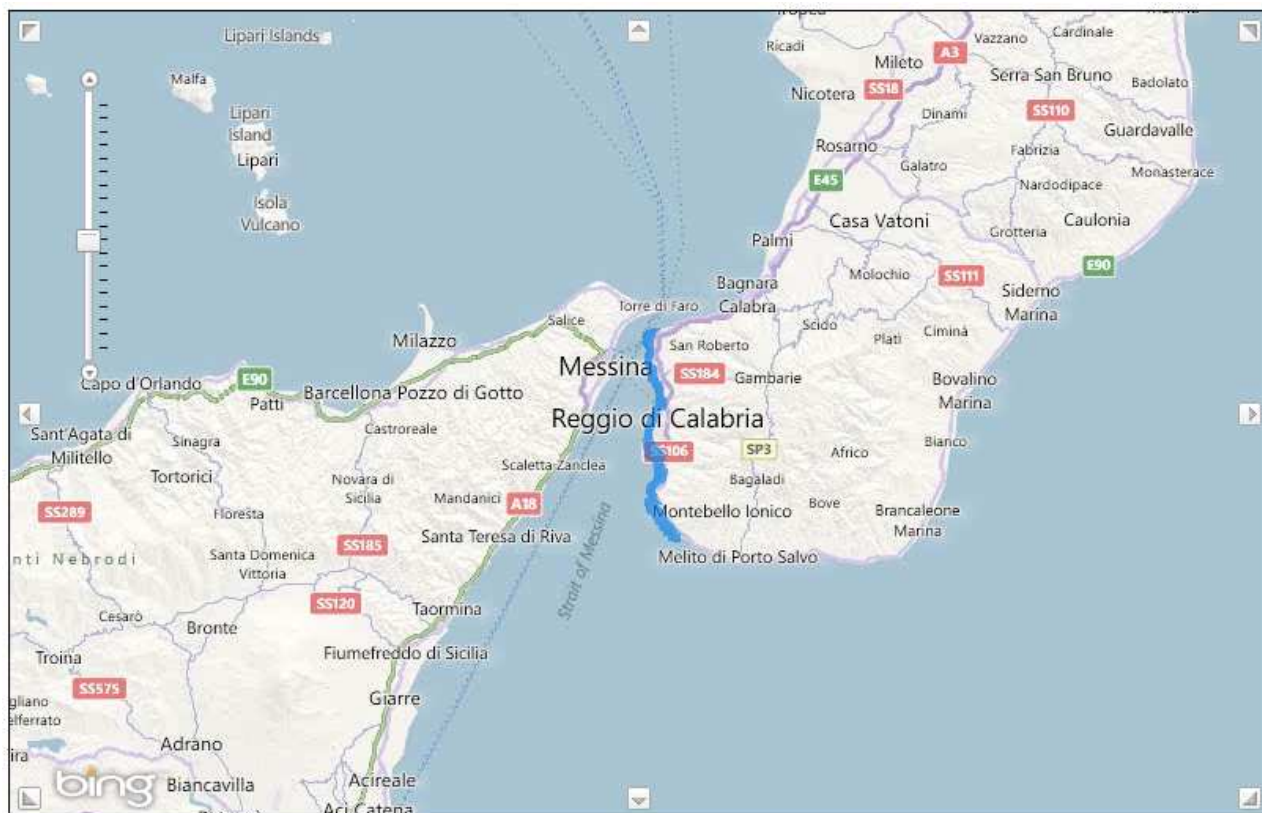 Lipari Islands
Vazzano
Cardinale
Ricadi
A3
Mileto
Malfa
Serra San Bruno
Badolato
Nicotera
SS18
Dinami
SS110
Lipari
Island
Guardavalle
Rosarno
Fabrizia
Lipari
Galatro
Monasterace
E45
Nardodipace
Isola
Vulcano
Casa Vatoni
Caulonia
Grotteria
Palmi
E90
Molochio
SS111
Bagnara
Calabra
Siderno
Marina
Torre di Faro
Salice
Scido
Plati
Ciminà
Milazzo
San Roberto
Messina
SS184
Gambarie
E90
Capo d'Orlando
Barcellona Pozzo di Gotto
Bovalino
Marina
Patti
Reggio di Calabria
Castroreale
Sant'Agata di
Militello
Sinagra
Bianco
SS106
SP3
Africo
Scaletta Zanclea
Tortorici
Novara di
Sicilia
Bagaladi
Mandanici
A18
Bove
SS289
Floresta
Montebello Ionico
Brancaleone
Marina
Santa Teresa di Riva
SS185
nti Nebrodi
Santa Domenica
Vittoria
Melito di Porto Salvo
Strait of Messina
SS120
Taormina
Cesarò
Bronte
Fiumefreddo di Sicilia
Troina
SS575
Giarre
gliano
elferrato
Adrano
ira
bing
Biancavilla
Acireale
Aci Catena